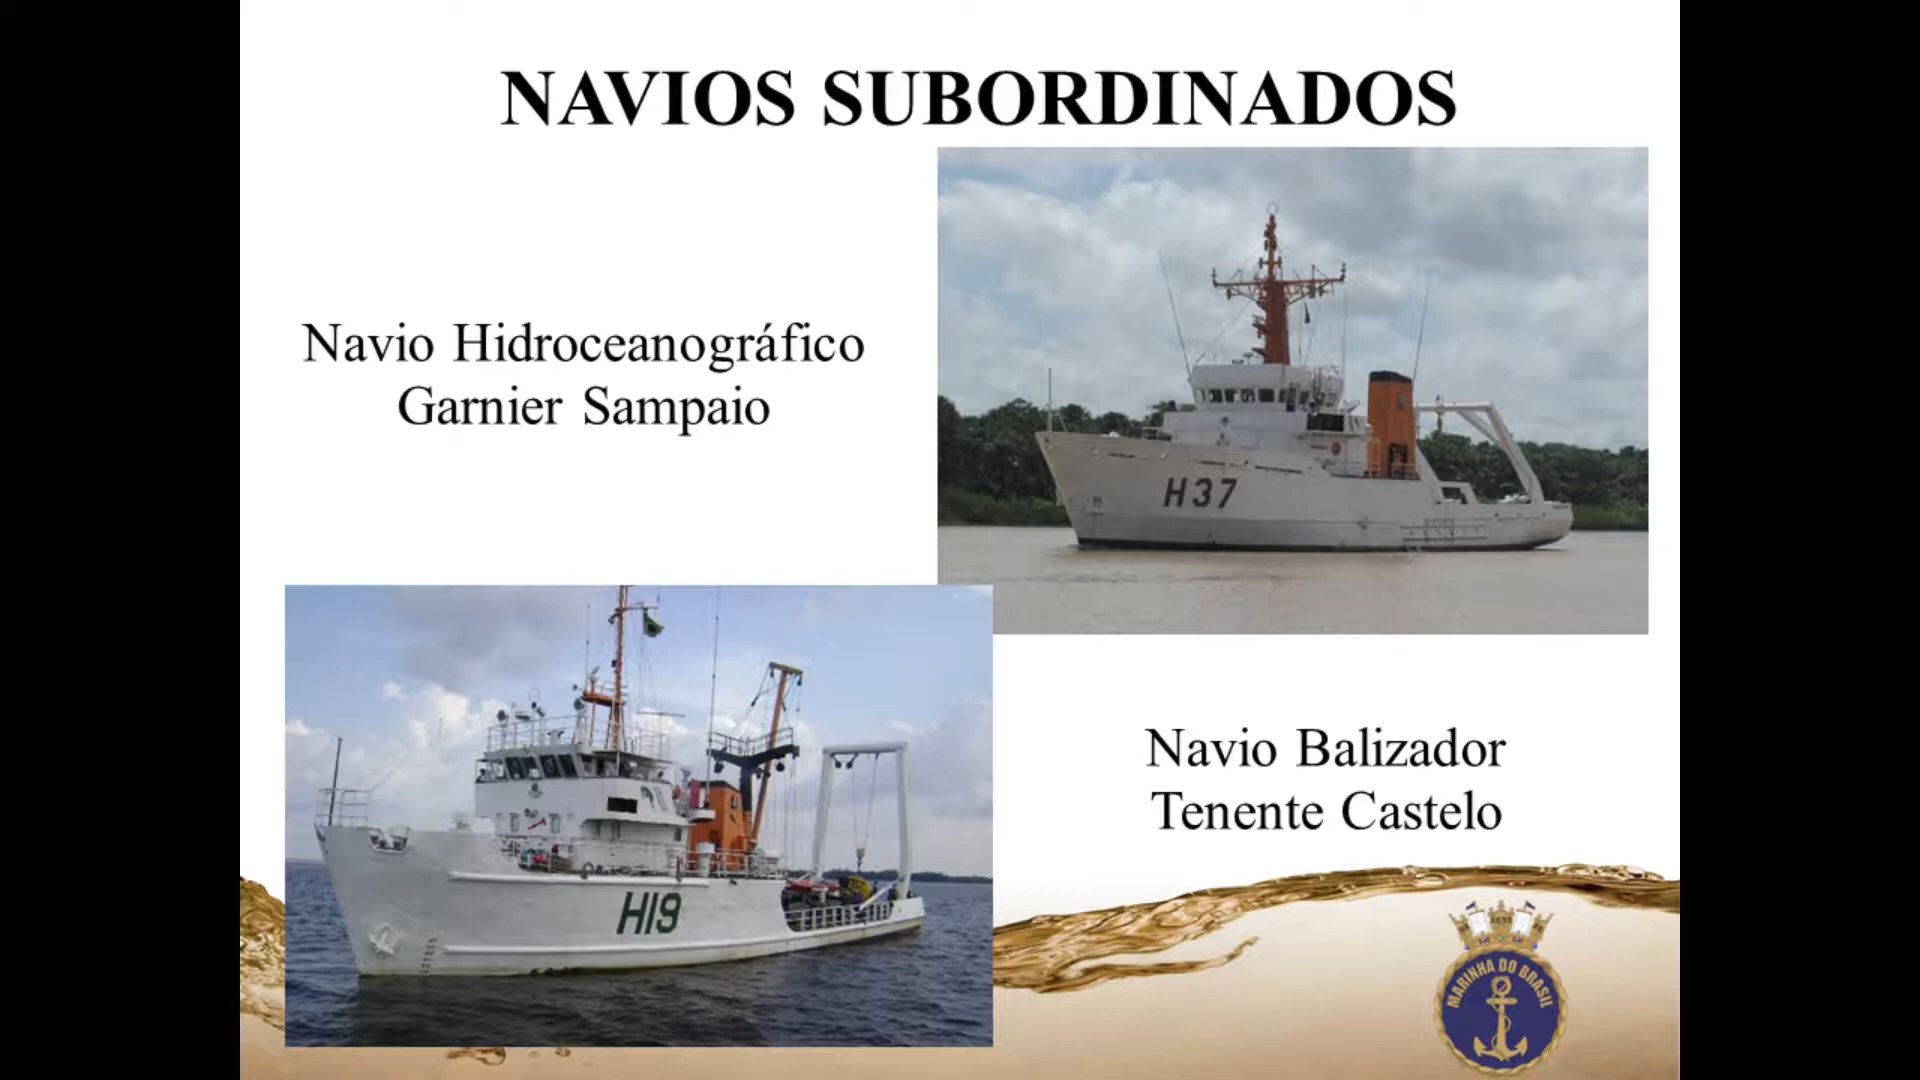 NAVIOS SUBORDINADOS
Navio Hidroceanográfico
Garnier Sampaio
H37
H19
Navio Balizador
Tenente Castelo
MARINHA DO BRASIL